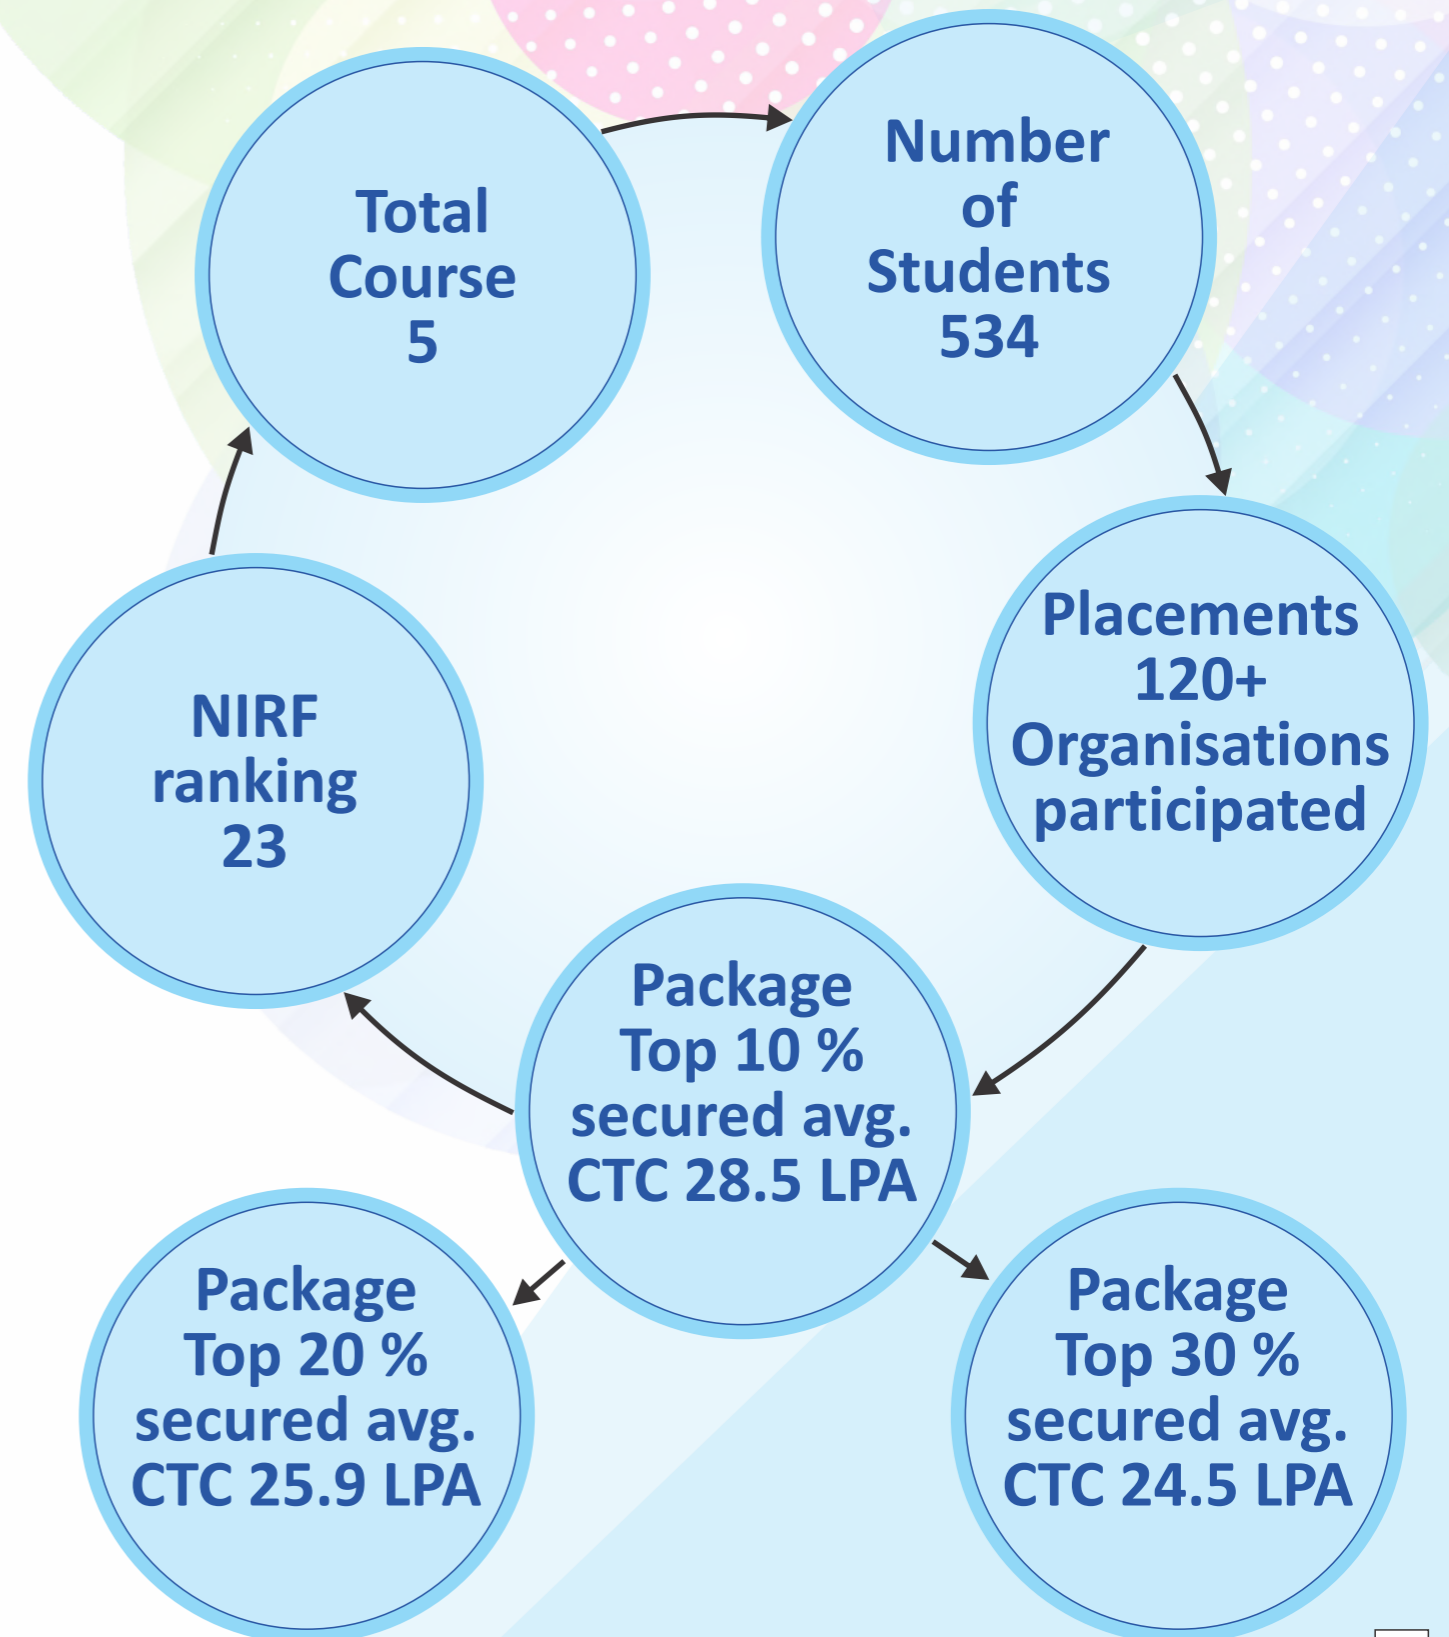 Total
Course
5
Number
of
Students
534
Placements
120+
Organisations
participated
Package
Top 10 %
secured avg.
CTC 28.5 LPA
NIRF
ranking
23
Package
Top 20 %
secured avg.
CTC 25.9 LPA
Package
Top 30 %
secured avg.
CTC 24.5 LPA